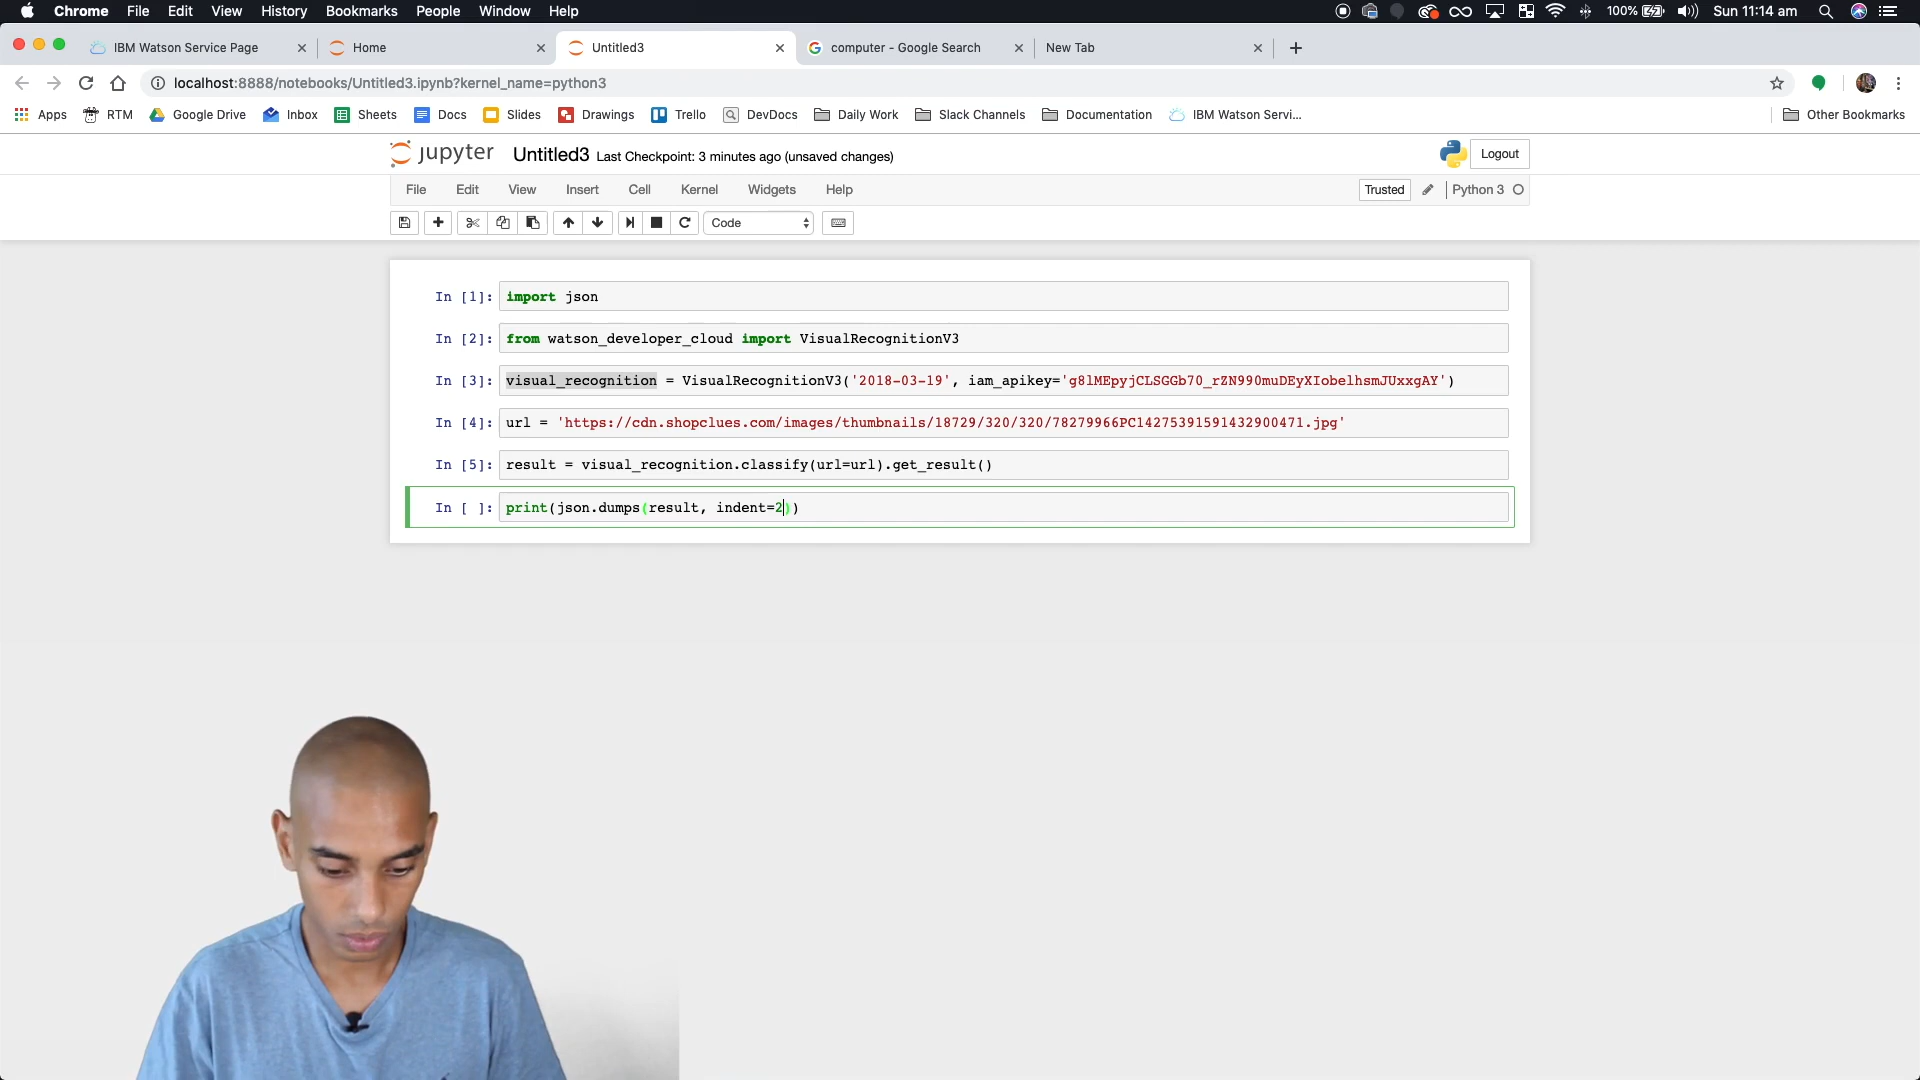 Chrome File Edit View History Bookmarks People Window Help 100% Sun 11:14 am
IBM Watson Service Page Home Untitled3 computer - Google Search New Tab
localhost:8888/notebooks/Untitled3.ipynb?kernel_name=python3
Apps RTM Google Drive Inbox Sheets Docs Slides Drawings Trello DevDocs Daily Work Slack Channels Documentation IBM Watson Servi... Other Bookmarks
jupyter Untitled3 Last Checkpoint: 3 minutes ago (unsaved changes) Logout
File Edit View Insert Cell Kernel Widgets Help Trusted Python 3
Code
In [1]: import json
In [2]: from watson_developer_cloud import VisualRecognitionV3
In [3]: visual_recognition = VisualRecognitionV3('2018-03-19', iam_apikey='g8lMEpyjCLSGGb70_rZN990muDEyXIobelhsmJUxxgAY')
In [4]: url = 'https://cdn.shopclues.com/images/thumbnails/18729/320/320/78279966PC14275391591432900471.jpg'
In [5]: result = visual_recognition.classify(url=url).get_result()
In [ ]: print(json.dumps(result, indent=2))